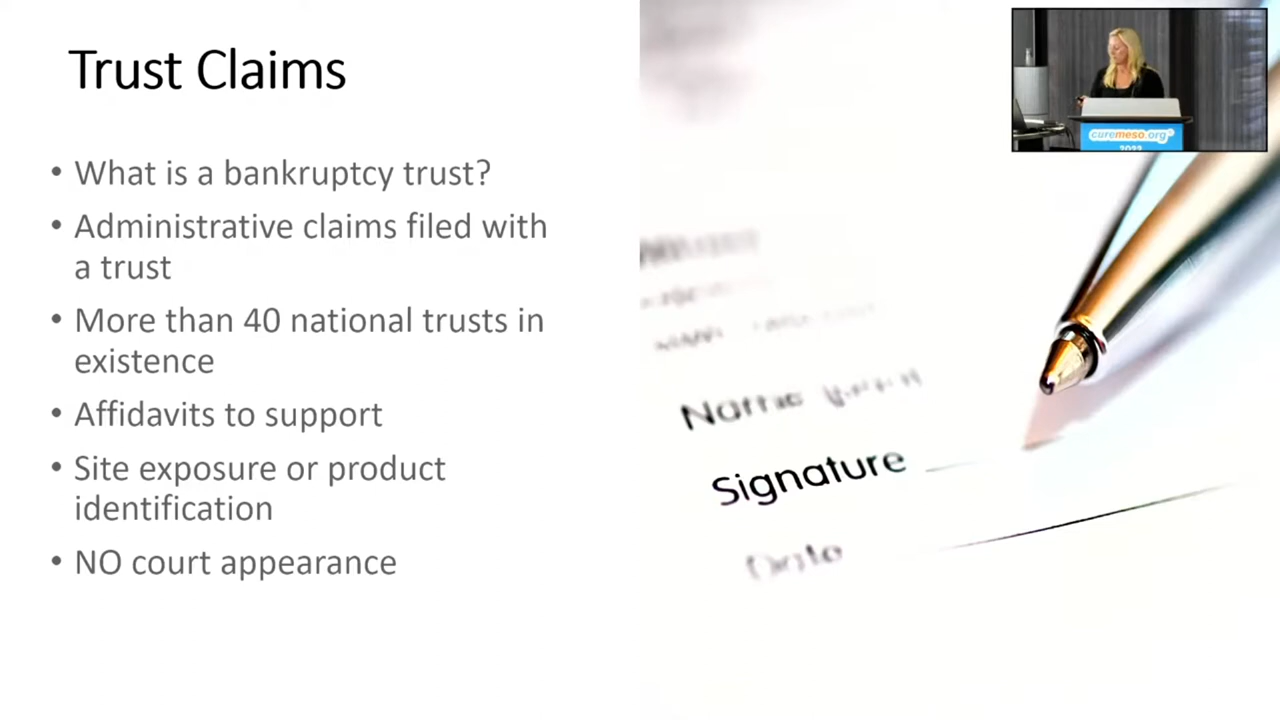 Trust Claims
• What is a bankruptcy trust?
• Administrative claims filed with
a trust
• More than 40 national trusts in
existence
• Affidavits to support
• Site exposure or product
identification
• NO court appearance
curemeso.org
2022
Name
Signature
Date